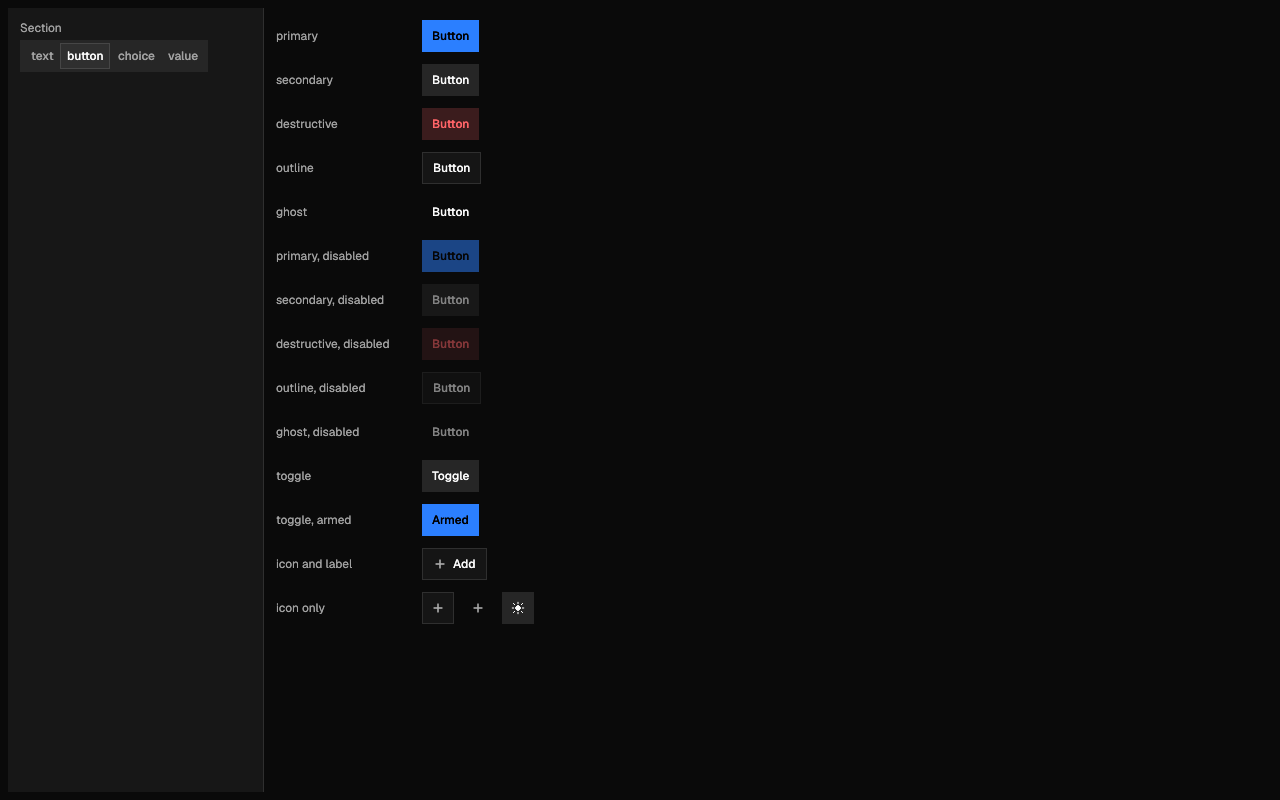 Section
text button choice value
primary Button
secondary Button
destructive Button
outline Button
ghost Button
primary, disabled Button
secondary, disabled Button
destructive, disabled Button
outline, disabled Button
ghost, disabled Button
toggle Toggle
toggle, armed Armed
icon and label Add
icon only